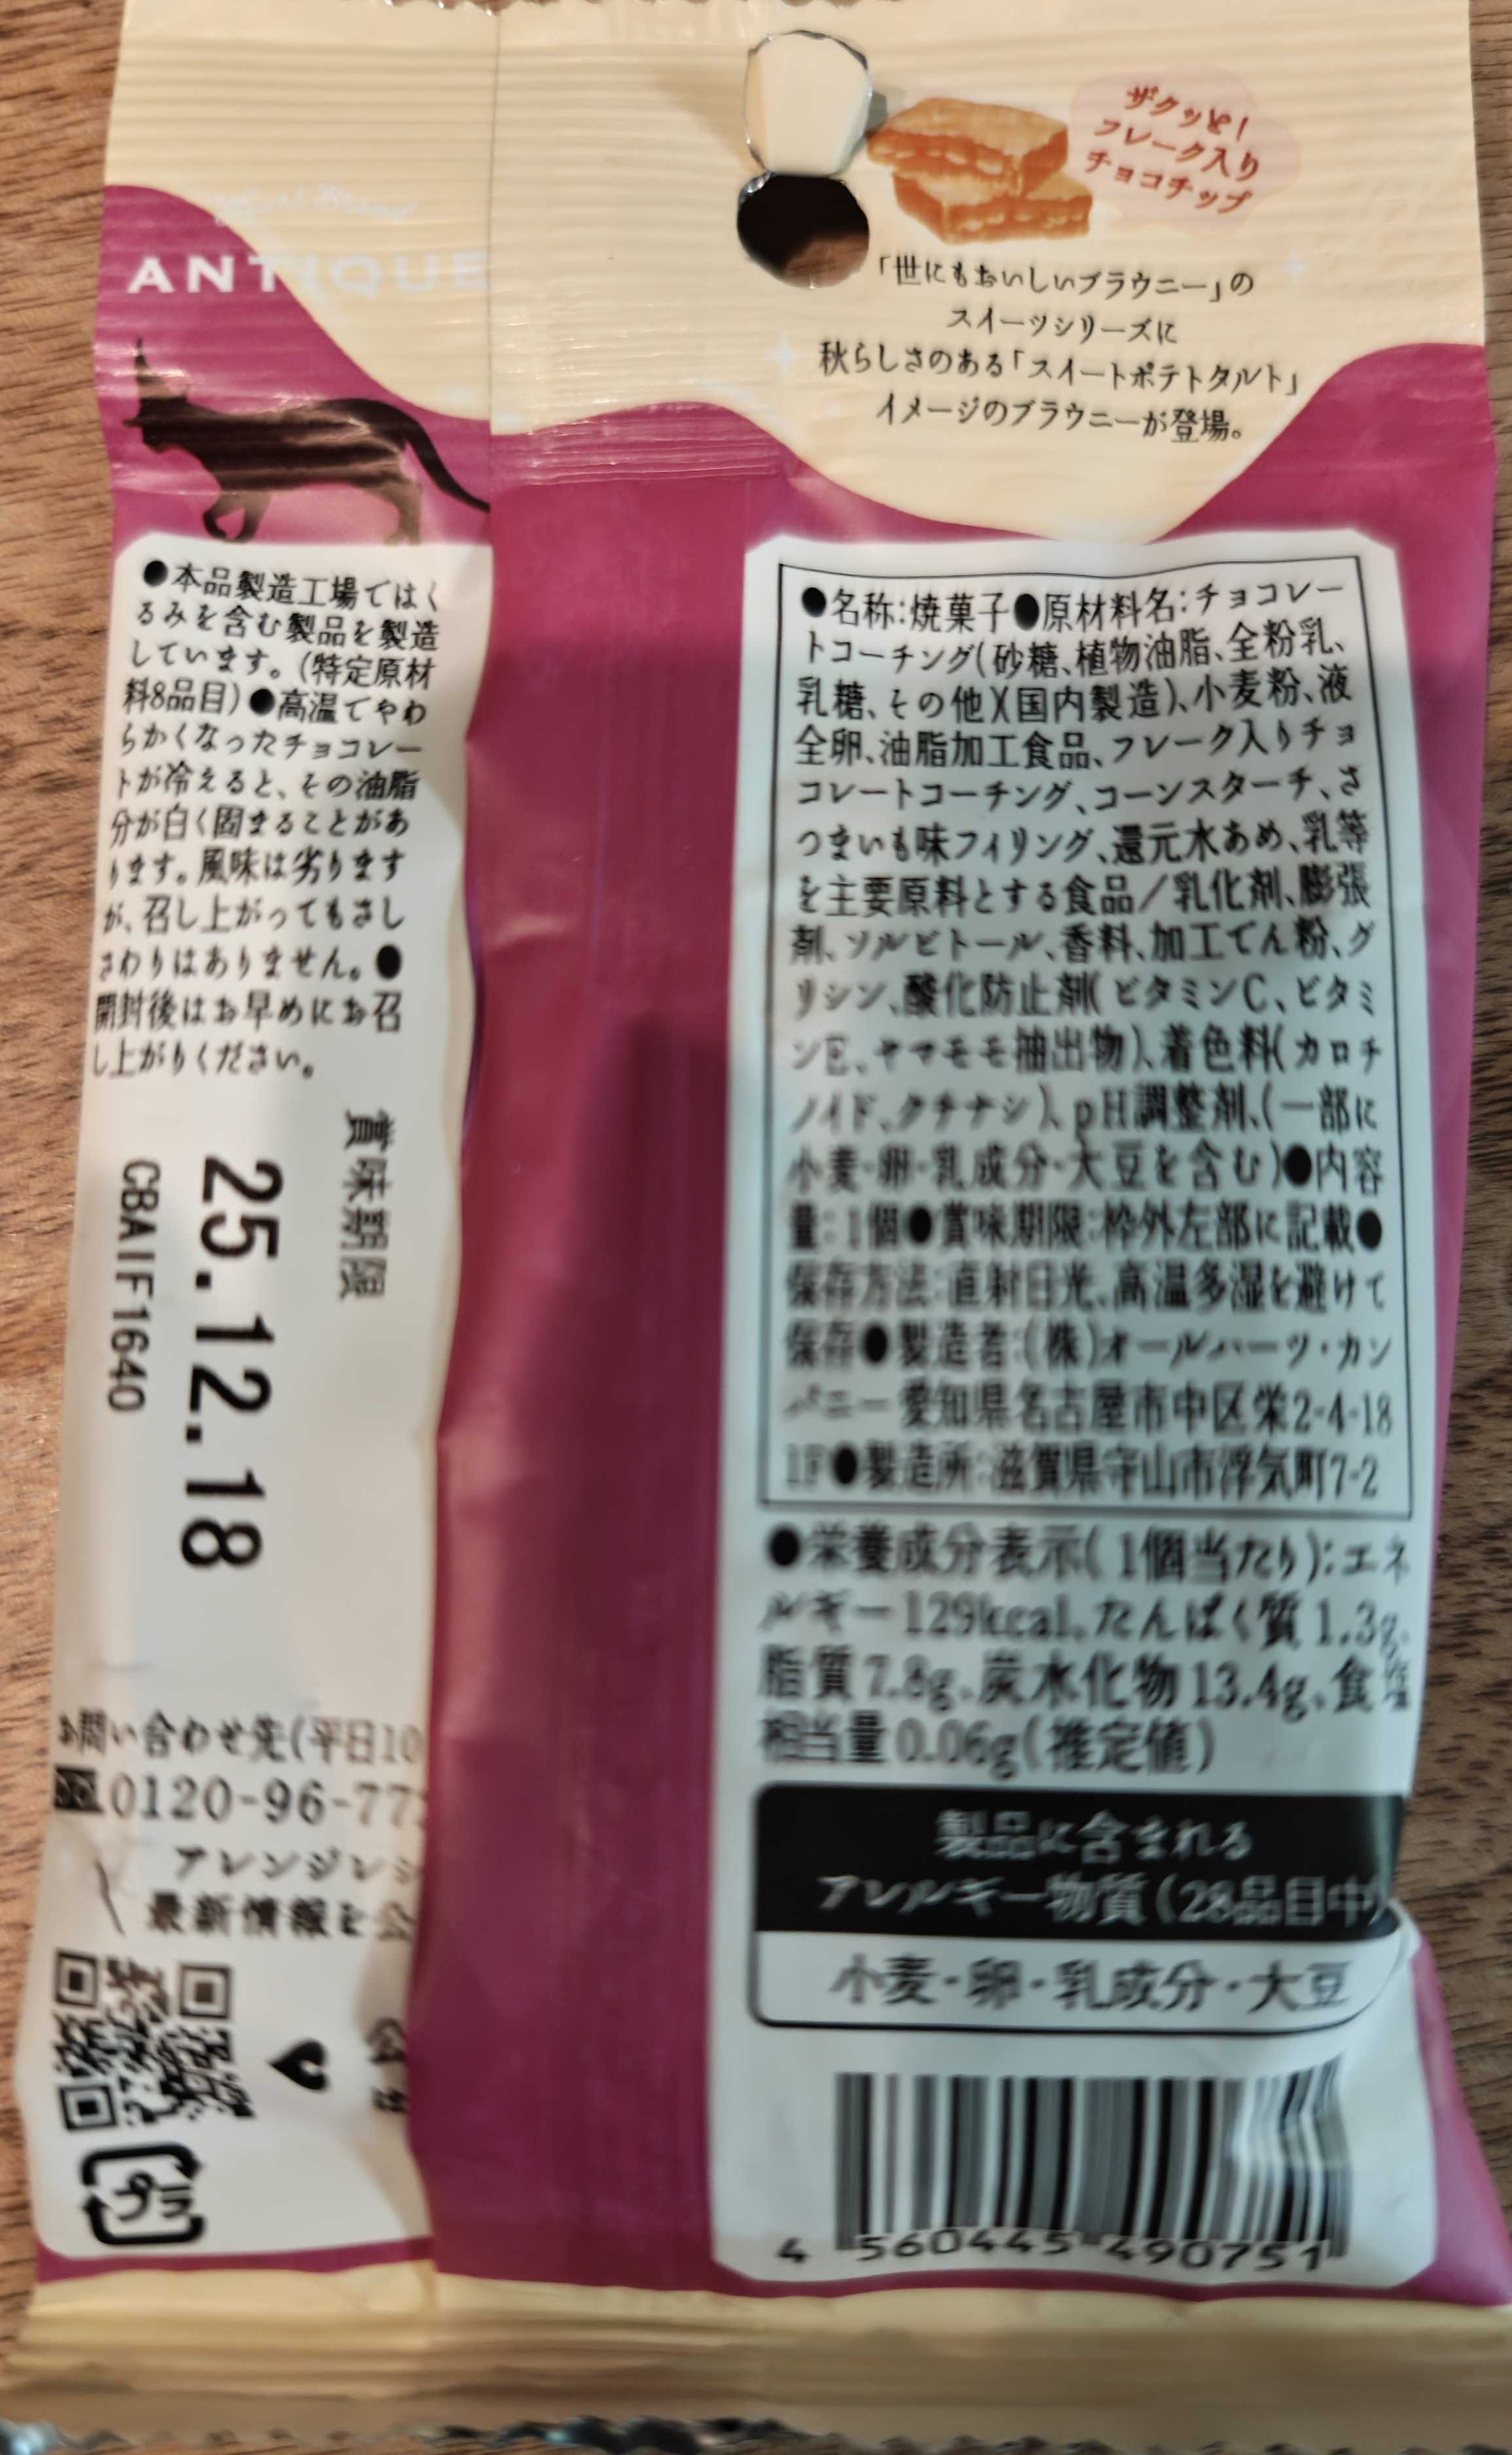 ザクッと!
フレーク入り
チョコチップ
「世にもおいしいブラウニー」の
スイーツシリーズに
秋らしさのある「スイートポテトタルト」
イメージのブラウニーが登場。
ANTIQUE
●本品製造工場ではく
るみを含む製品を製造
しています。(特定原材
料8品目)●高温でやわ
らかくなったチョコレー
トが冷えると、その油脂
分が白く固まることがあ
ります。風味は劣ります
が、召し上がってもさし
さわりはありません。●
開封後はお早めにお召
し上がりください。
賞味期限
25.12.18
CBAIF1640
お問い合わせ先(平日10
0120-96-77
アレンジレシ
最新情報を公
プラ
●名称:焼菓子●原材料名:チョコレー
トコーチング(砂糖、植物油脂、全粉乳、
乳糖、その他)(国内製造)、小麦粉、液
全卵、油脂加工食品、フレーク入りチョ
コレートコーチング、コーンスターチ、さ
つまいも味フィリング、還元水あめ、乳等
を主要原料とする食品/乳化剤、膨張
剤、ソルビトール、香料、加工でん粉、グ
リシン、酸化防止剤(ビタミンC、ビタミ
ンE、ヤマモモ抽出物)、着色料(カロチ
ノイド、クチナシ)、pH調整剤、(一部に
小麦・卵・乳成分・大豆を含む)●内容
量:1個●賞味期限:枠外左部に記載●
保存方法:直射日光、高温多湿を避けて
保存●製造者:(株)オールハーツ・カン
パニー 愛知県名古屋市中区栄2-4-18
1F●製造所:滋賀県守山市浮気町7-2
●栄養成分表示(1個当たり):エネ
ルギー129kcal、たんぱく質1.3g、
脂質7.8g、炭水化物13.4g、食塩
相当量0.06g(推定値)
製品に含まれる
アレルギー物質(28品目中)
小麦・卵・乳成分・大豆
4 560445 490751